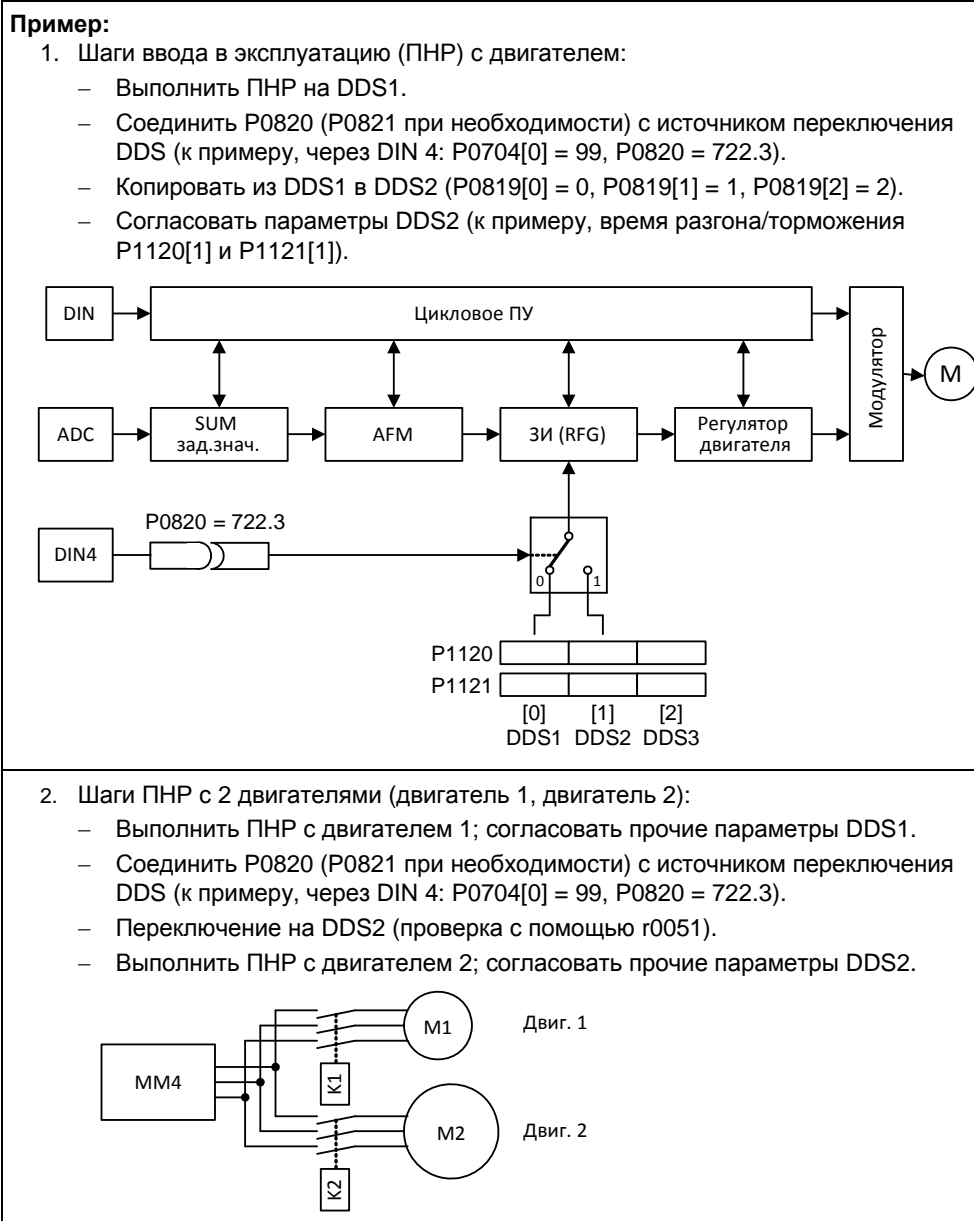 Пример:
1. Шаги ввода в эксплуатацию (ПНР) с двигателем:
– Выполнить ПНР на DDS1.
– Соединить P0820 (P0821 при необходимости) с источником переключения
DDS (к примеру, через DIN 4: P0704[0] = 99, P0820 = 722.3).
– Копировать из DDS1 в DDS2 (P0819[0] = 0, P0819[1] = 1, P0819[2] = 2).
– Согласовать параметры DDS2 (к примеру, время разгона/торможения
P1120[1] и P1121[1]).
DIN
Цикловое ПУ
Модулятор
M
ADC
SUM
зад.знач.
AFM
ЗИ (RFG)
Регулятор
двигателя
P0820 = 722.3
DIN4
0
1
P1120
P1121
[0] [1] [2]
DDS1 DDS2 DDS3
2. Шаги ПНР с 2 двигателями (двигатель 1, двигатель 2):
– Выполнить ПНР с двигателем 1; согласовать прочие параметры DDS1.
– Соединить P0820 (P0821 при необходимости) с источником переключения
DDS (к примеру, через DIN 4: P0704[0] = 99, P0820 = 722.3).
– Переключение на DDS2 (проверка с помощью r0051).
– Выполнить ПНР с двигателем 2; согласовать прочие параметры DDS2.
M1
Двиг. 1
MM4
K1
M2
Двиг. 2
K2